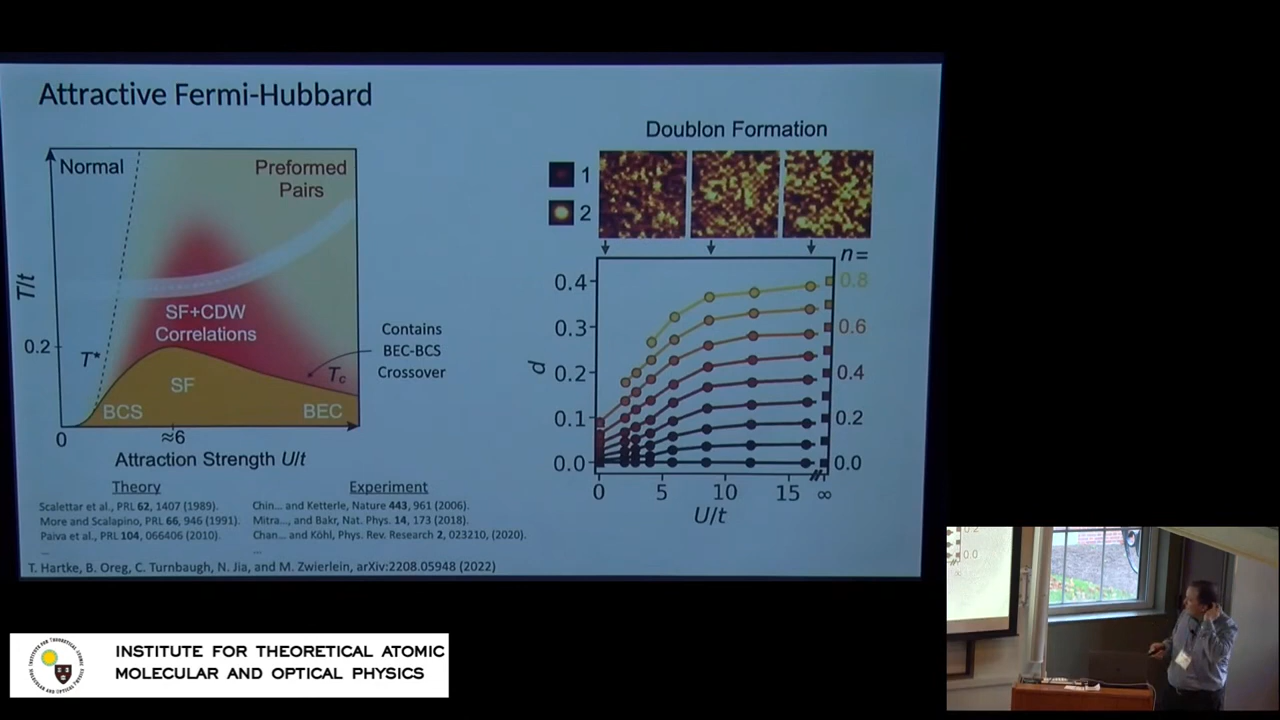 Attractive Fermi-Hubbard
Normal
Preformed
Pairs
T/t
SF+CDW
Correlations
0.2
T*
SF
Tc
BCS
BEC
0
≈6
Attraction Strength U/t
Contains
BEC-BCS
Crossover
Doublon Formation
1
2
n=
0.4
0.3
0.2
0.1
0.0
d
0.8
0.6
0.4
0.2
0.0
0
5
10
15
∞
U/t
Theory
Scalettar et al., PRL 62, 1407 (1989).
More and Scalapino, PRL 66, 946 (1991).
Paiva et al., PRL 104, 066406 (2010).
...
Experiment
Chin... and Ketterle, Nature 443, 961 (2006).
Mitra..., and Bakr, Nat. Phys. 14, 173 (2018).
Chan... and Köhl, Phys. Rev. Research 2, 023210, (2020).
...
T. Hartke, B. Oreg, C. Turnbaugh, N. Jia, and M. Zwierlein, arXiv:2208.05948 (2022)
INSTITUTE FOR THEORETICAL ATOMIC
MOLECULAR AND OPTICAL PHYSICS
0.0